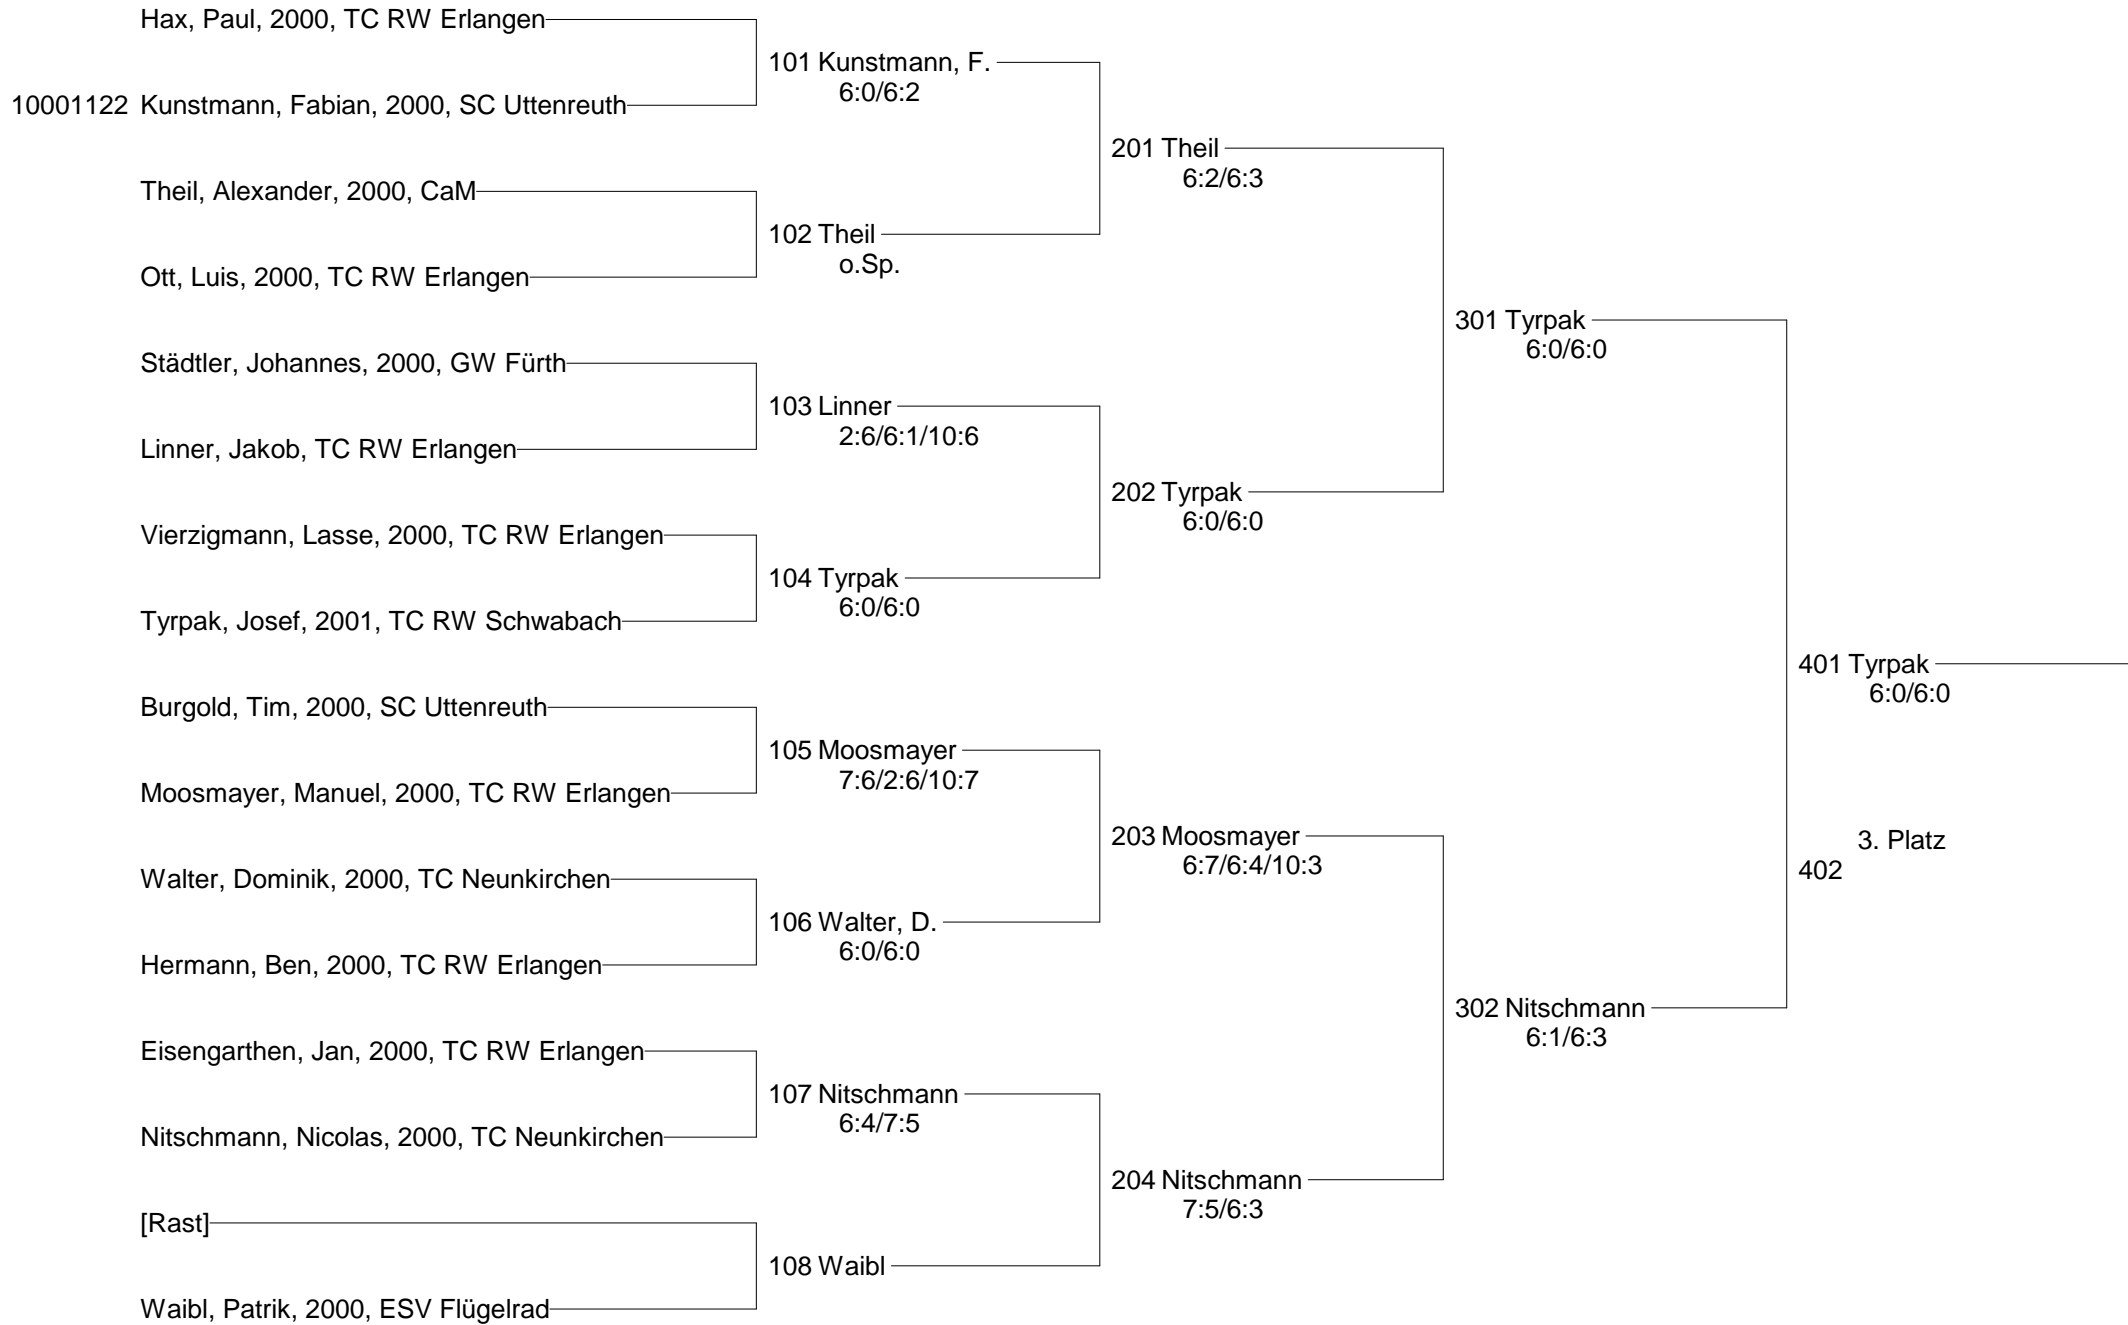 Hax, Paul, 2000, TC RW Erlangen
101 Kunstmann, F.
6:0/6:2
10001122 Kunstmann, Fabian, 2000, SC Uttenreuth
201 Theil
6:2/6:3
Theil, Alexander, 2000, CaM
102 Theil
o.Sp.
Ott, Luis, 2000, TC RW Erlangen
301 Tyrpak
6:0/6:0
Städtler, Johannes, 2000, GW Fürth
103 Linner
2:6/6:1/10:6
Linner, Jakob, TC RW Erlangen
202 Tyrpak
6:0/6:0
Vierzigmann, Lasse, 2000, TC RW Erlangen
104 Tyrpak
6:0/6:0
Tyrpak, Josef, 2001, TC RW Schwabach
401 Tyrpak
6:0/6:0
Burgold, Tim, 2000, SC Uttenreuth
105 Moosmayer
7:6/2:6/10:7
Moosmayer, Manuel, 2000, TC RW Erlangen
203 Moosmayer
6:7/6:4/10:3
3. Platz
402
Walter, Dominik, 2000, TC Neunkirchen
106 Walter, D.
6:0/6:0
Hermann, Ben, 2000, TC RW Erlangen
302 Nitschmann
6:1/6:3
Eisengarthen, Jan, 2000, TC RW Erlangen
107 Nitschmann
6:4/7:5
Nitschmann, Nicolas, 2000, TC Neunkirchen
204 Nitschmann
7:5/6:3
[Rast]
108 Waibl
Waibl, Patrik, 2000, ESV Flügelrad